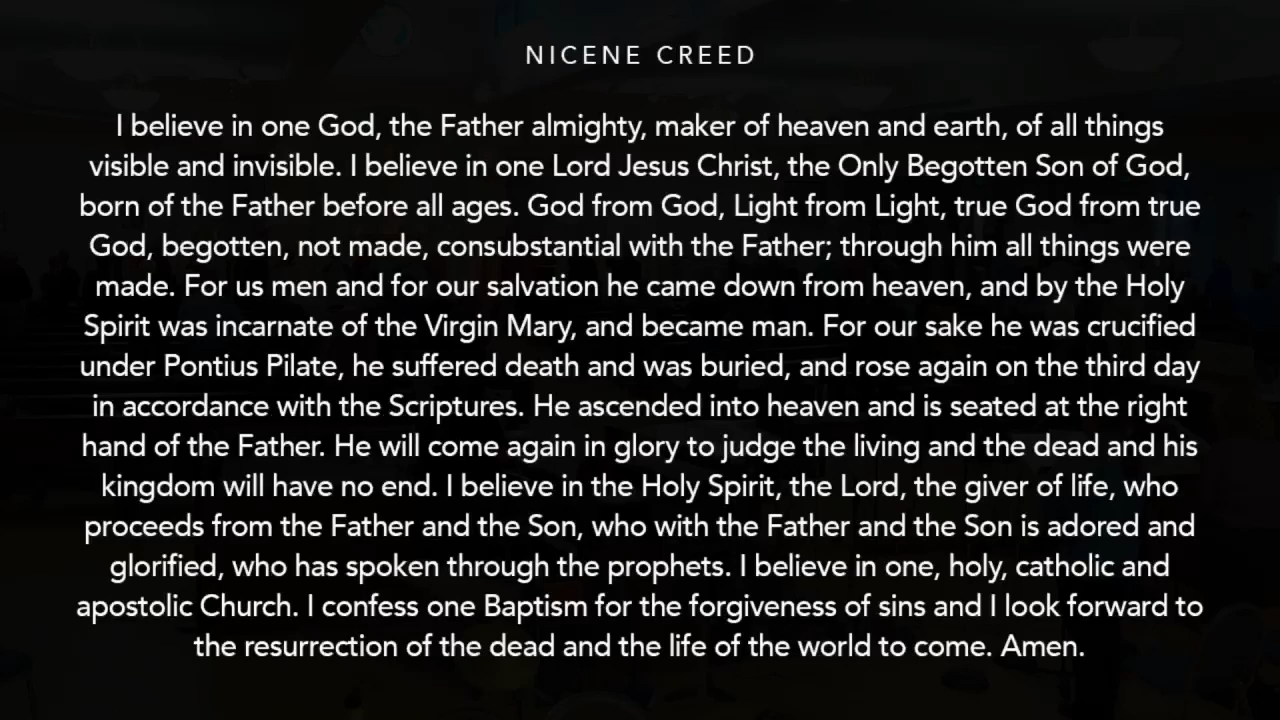 NICENE CREED
I believe in one God, the Father almighty, maker of heaven and earth, of all things
visible and invisible. I believe in one Lord Jesus Christ, the Only Begotten Son of God,
born of the Father before all ages. God from God, Light from Light, true God from true
God, begotten, not made, consubstantial with the Father; through him all things were
made. For us men and for our salvation he came down from heaven, and by the Holy
Spirit was incarnate of the Virgin Mary, and became man. For our sake he was crucified
under Pontius Pilate, he suffered death and was buried, and rose again on the third day
in accordance with the Scriptures. He ascended into heaven and is seated at the right
hand of the Father. He will come again in glory to judge the living and the dead and his
kingdom will have no end. I believe in the Holy Spirit, the Lord, the giver of life, who
proceeds from the Father and the Son, who with the Father and the Son is adored and
glorified, who has spoken through the prophets. I believe in one, holy, catholic and
apostolic Church. I confess one Baptism for the forgiveness of sins and I look forward to
the resurrection of the dead and the life of the world to come. Amen.